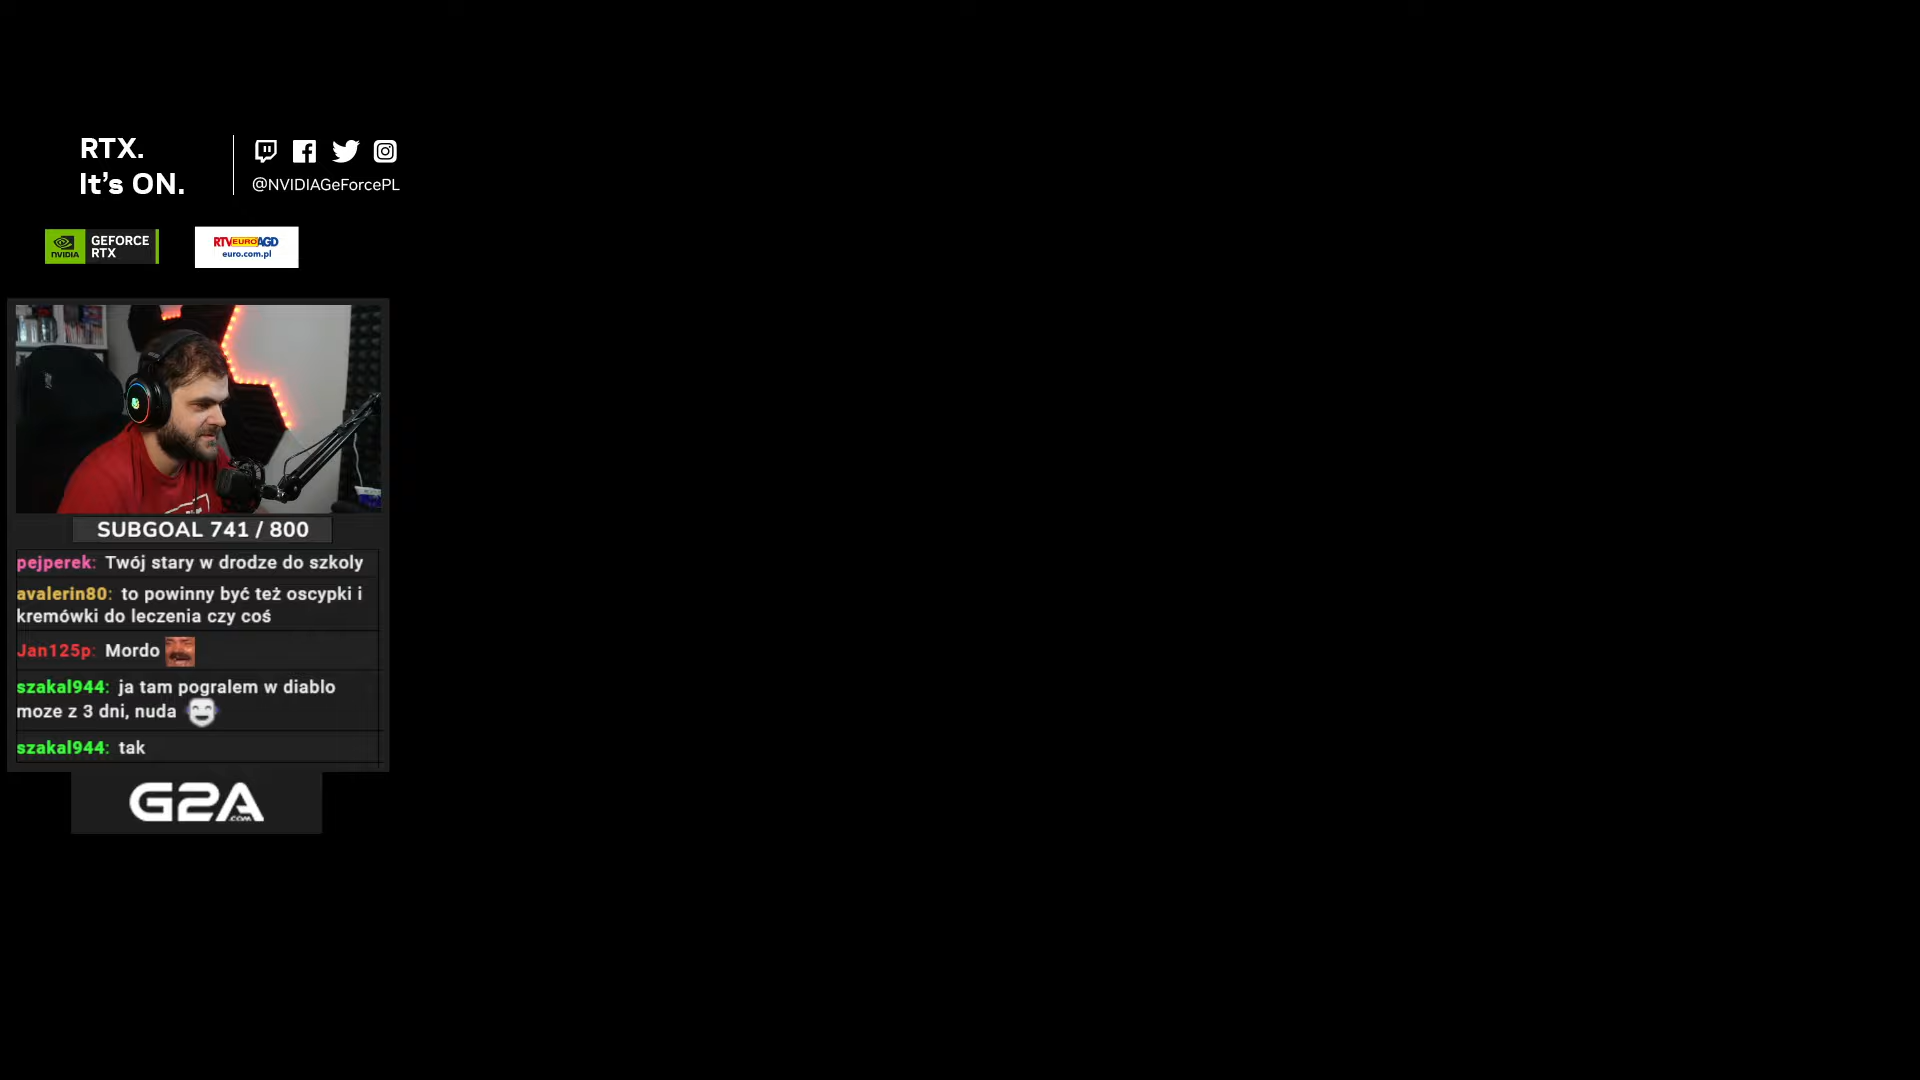 RTX.
It's ON.
@NVIDIAGeForcePL
NVIDIA
GEFORCE
RTX
RTV EURO AGD
euro.com.pl
SUBGOAL 741 / 800
pejperek: Twój stary w drodze do szkoly
avalerin80: to powinny być też oscypki i
kremówki do leczenia czy coś
Jan125p: Mordo
szakal944: ja tam pogralem w diablo
moze z 3 dni, nuda
szakal944: tak
G2A
.COM